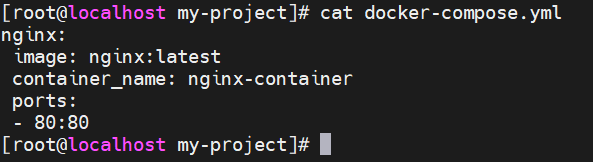 [root@localhost my-project]# cat docker-compose.yml
nginx:
 image: nginx:latest
 container_name: nginx-container
 ports:
 - 80:80
[root@localhost my-project]#